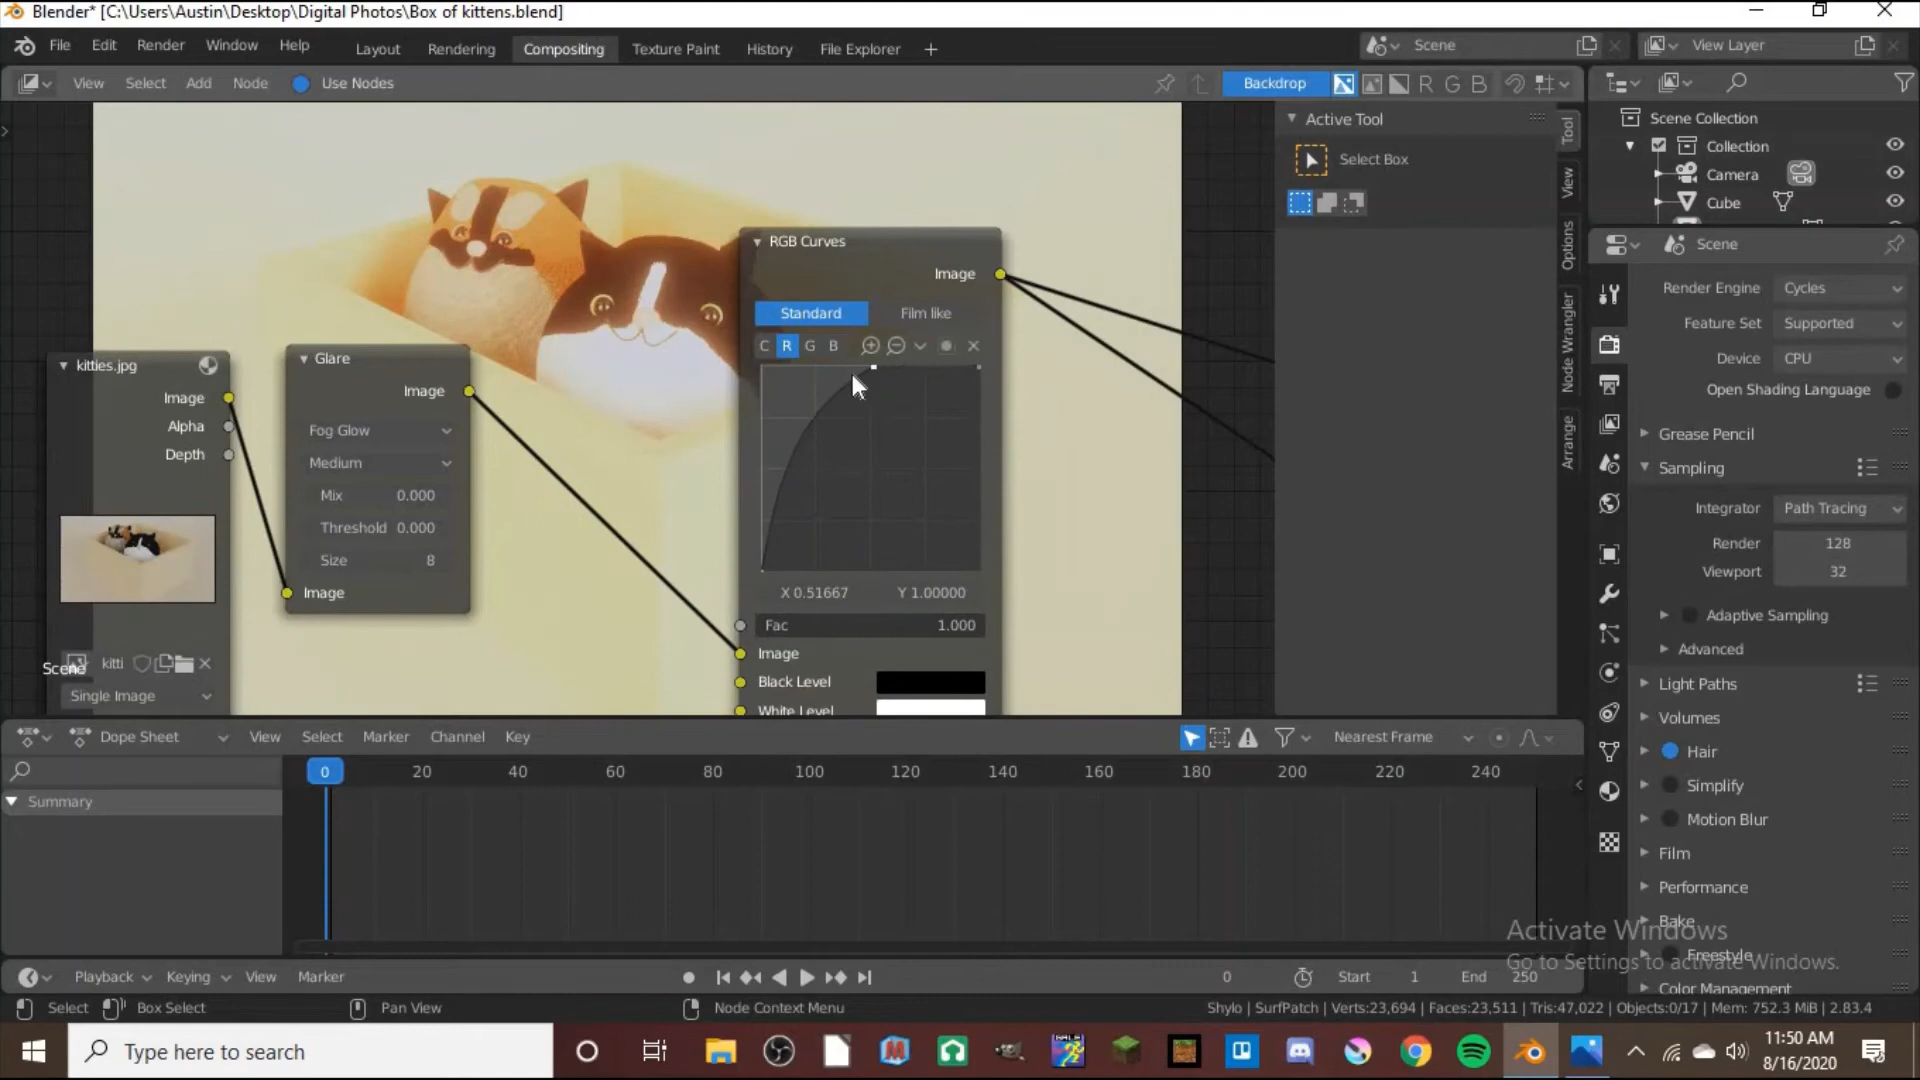 Blender* [C:\Users\Austin\Desktop\Digital Photos\Box of kittens.blend]
File Edit Render Window Help Layout Rendering Compositing Texture Paint History File Explorer + Scene View Layer
View Select Add Node Use Nodes Backdrop R G B
Active Tool
Select Box
Tool
View
Options
Node Wrangler
Arrange
Scene Collection
Collection
Camera
Cube
Scene
Render Engine Cycles
Feature Set Supported
Device CPU
Open Shading Language
Grease Pencil
Sampling
Integrator Path Tracing
Render 128
Viewport 32
Adaptive Sampling
Advanced
Light Paths
Volumes
Hair
Simplify
Motion Blur
Film
Performance
Bake
Freestyle
Color Management
kitties.jpg
Image
Alpha
Depth
kitti
Scene
Single Image
Glare
Image
Fog Glow
Medium
Mix 0.000
Threshold 0.000
Size 8
Image
RGB Curves
Image
Standard Film like
C R G B
X 0.51667 Y 1.00000
Fac 1.000
Image
Black Level
White Level
Dope Sheet View Select Marker Channel Key Nearest Frame
0 20 40 60 80 100 120 140 160 180 200 220 240
Summary
Activate Windows
Go to Settings to activate Windows.
Playback Keying View Marker 0 Start 1 End 250
Select Box Select Pan View Node Context Menu Shylo | SurfPatch | Verts:23,694 | Faces:23,511 | Tris:47,022 | Objects:0/17 | Mem: 752.3 MiB | 2.83.4
Type here to search
11:50 AM
8/16/2020